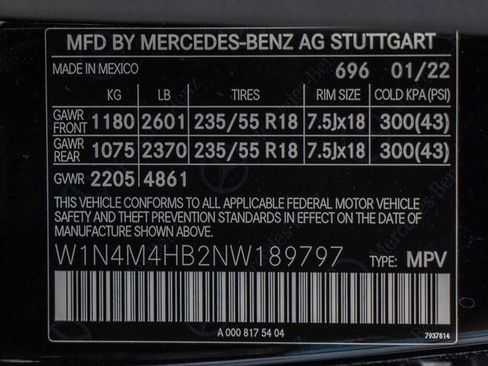 MFD BY MERCEDES-BENZ AG STUTTGART
MADE IN MEXICO 696 01/22
KG LB TIRES RIM SIZE COLD KPA (PSI)
GAWR FRONT 1180 2601 235/55 R18 7.5Jx18 300(43)
GAWR REAR 1075 2370 235/55 R18 7.5Jx18 300(43)
GWR 2205 4861
THIS VEHICLE CONFORMS TO ALL APPLICABLE FEDERAL MOTOR VEHICLE
SAFETY AND THEFT PREVENTION STANDARDS IN EFFECT ON THE DATE
OF MANUFACTURE SHOWN ABOVE.
W1N4M4HB2NW189797 TYPE: MPV
A 000 817 54 04 7937814